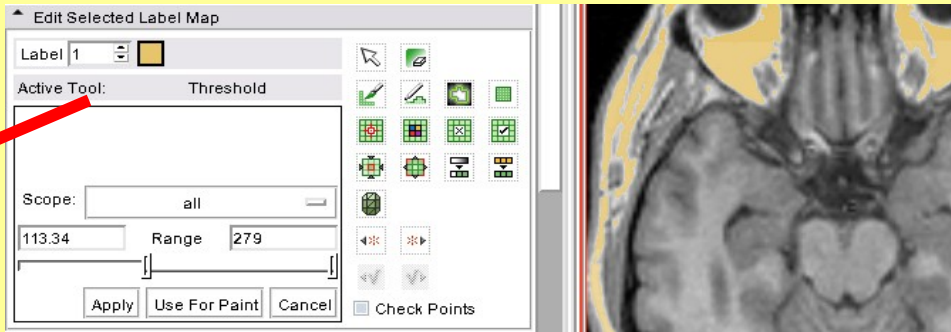 Edit Selected Label Map
Label 1
Active Tool: Threshold
Scope: all
113.34 Range 279
Apply Use For Paint Cancel
Check Points